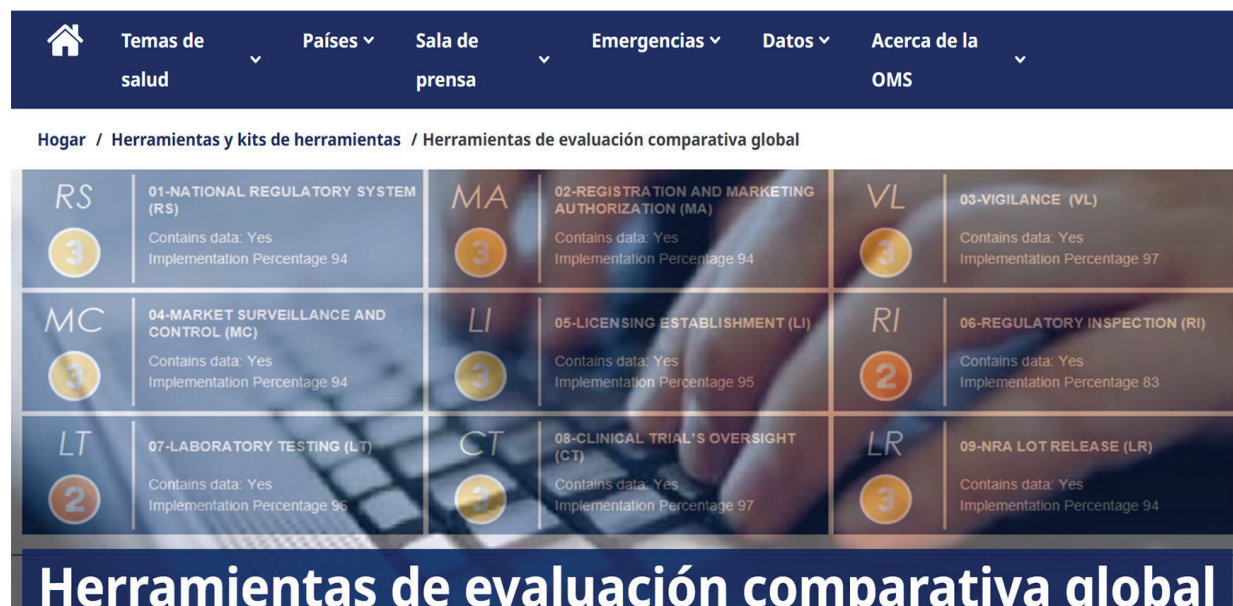 Temas de salud
Países
Sala de prensa
Emergencias
Datos
Acerca de la OMS
Hogar / Herramientas y kits de herramientas / Herramientas de evaluación comparativa global
RS
01-NATIONAL REGULATORY SYSTEM (RS)
3
Contains data: Yes
Implementation Percentage 94
MA
02-REGISTRATION AND MARKETING AUTHORIZATION (MA)
3
Contains data: Yes
Implementation Percentage 94
VL
03-VIGILANCE (VL)
3
Contains data: Yes
Implementation Percentage 97
MC
04-MARKET SURVEILLANCE AND CONTROL (MC)
3
Contains data: Yes
Implementation Percentage 94
LI
05-LICENSING ESTABLISHMENT (LI)
3
Contains data: Yes
Implementation Percentage 95
RI
06-REGULATORY INSPECTION (RI)
2
Contains data: Yes
Implementation Percentage 83
LT
07-LABORATORY TESTING (LT)
2
Contains data: Yes
Implementation Percentage 96
CT
08-CLINICAL TRIAL'S OVERSIGHT (CT)
3
Contains data: Yes
Implementation Percentage 97
LR
09-NRA LOT RELEASE (LR)
3
Contains data: Yes
Implementation Percentage 94
Herramientas de evaluación comparativa global